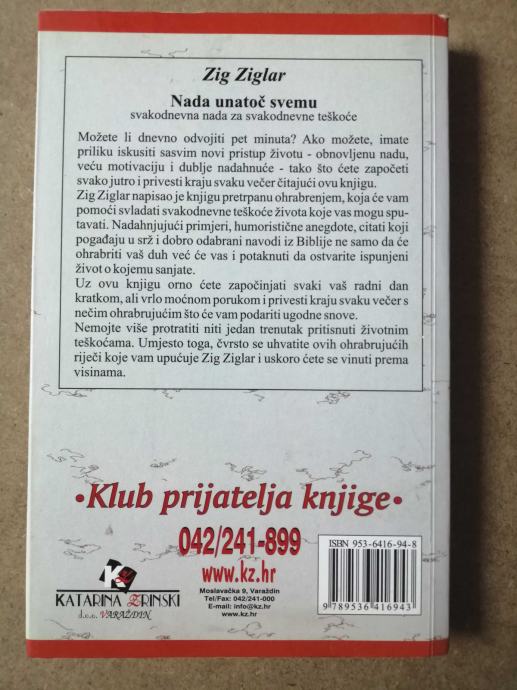 Zig Ziglar
Nada unatoč svemu
svakodnevna nada za svakodnevne teškoće
Možete li dnevno odvojiti pet minuta? Ako možete, imate
priliku iskusiti sasvim novi pristup životu - obnovljenu nadu,
veću motivaciju i dublje nadahnuće - tako što ćete započeti
svako jutro i privesti kraju svaku večer čitajući ovu knjigu.
Zig Ziglar napisao je knjigu pretrpanu ohrabrenjem, koja će vam
pomoći svladati svakodnevne teškoće života koje vas mogu spu-
tavati. Nadahnjujući primjeri, humoristične anegdote, citati koji
pogađaju u srž i dobro odabrani navodi iz Biblije ne samo da će
ohrabriti vaš duh već će vas i potaknuti da ostvarite ispunjeni
život o kojemu sanjate.
Uz ovu knjigu orno ćete započinjati svaki vaš radni dan
kratkom, ali vrlo moćnom porukom i privesti kraju svaku večer s
nečim ohrabrujućim što će vam podariti ugodne snove.
Nemojte više protratiti niti jedan trenutak pritisnuti životnim
teškoćama. Umjesto toga, čvrsto se uhvatite ovih ohrabrujućih
riječi koje vam upućuje Zig Ziglar i uskoro ćete se vinuti prema
visinama.
•Klub prijatelja knjige•
042/241-899
www.kz.hr
Moslavačka 9, Varaždin
Tel/Fax: 042/241-000
E-mail: info@kz.hr
www.kz.hr
KZ
KATARINA ZRINSKI
d.o.o. VARAŽDIN
ISBN 953-6416-94-8
9 789536 416943